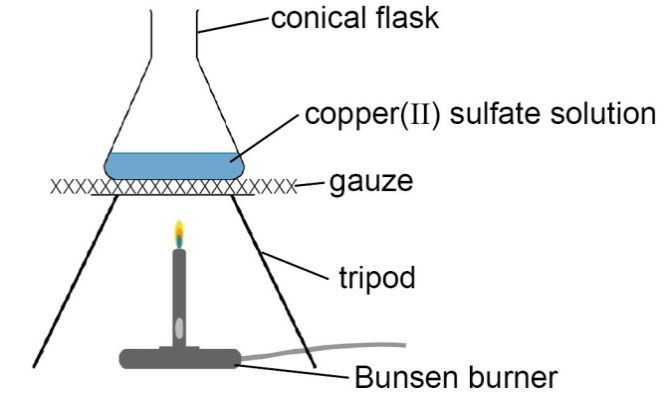 conical flask
copper(II) sulfate solution
gauze
tripod
Bunsen burner